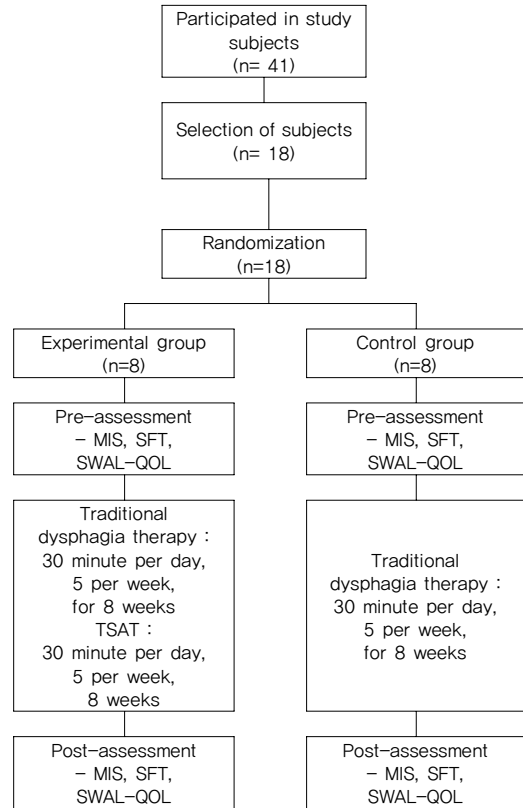 Participated in study
subjects
(n= 41)
Selection of subjects
(n= 18)
Randomization
(n=18)
Experimental group
(n=8)
Control group
(n=8)
Pre-assessment
- MIS, SFT,
SWAL-QOL
Pre-assessment
- MIS, SFT,
SWAL-QOL
Traditional
dysphagia therapy :
30 minute per day,
5 per week,
for 8 weeks
TSAT :
30 minute per day,
5 per week,
8 weeks
Traditional
dysphagia therapy :
30 minute per day,
5 per week,
for 8 weeks
Post-assessment
- MIS, SFT,
SWAL-QOL
Post-assessment
- MIS, SFT,
SWAL-QOL